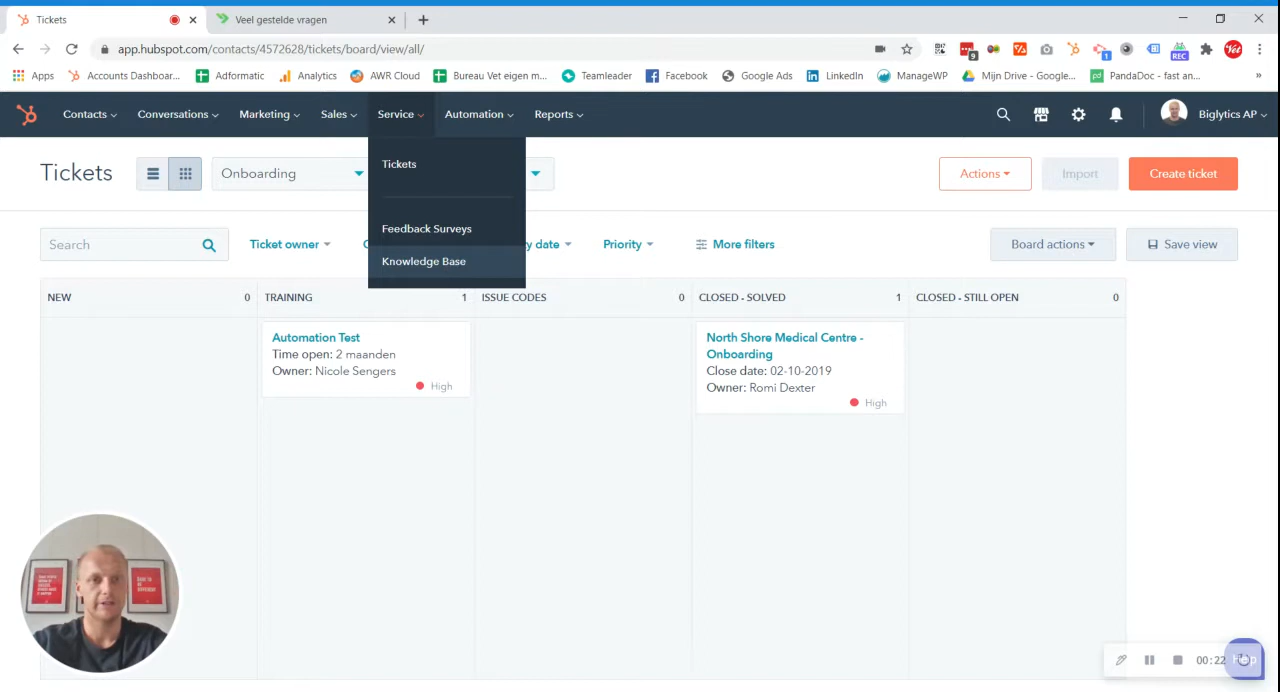 Tickets
Veel gestelde vragen
app.hubspot.com/contacts/4572628/tickets/board/view/all/
9
1
REC
Vet
Apps
Accounts Dashboar...
Adformatic
Analytics
AWR Cloud
Bureau Vet eigen m...
Teamleader
Facebook
Google Ads
LinkedIn
ManageWP
Mijn Drive - Google...
PandaDoc - fast an...
»
Contacts
Conversations
Marketing
Sales
Service
Automation
Reports
Biglytics AP
Tickets
Onboarding
Tickets
Feedback Surveys
Knowledge Base
Actions
Import
Create ticket
Search
Ticket owner
C
y date
Priority
More filters
Board actions
Save view
NEW 0
TRAINING 1
ISSUE CODES 0
CLOSED - SOLVED 1
CLOSED - STILL OPEN 0
Automation Test
Time open: 2 maanden
Owner: Nicole Sengers
High
North Shore Medical Centre -
Onboarding
Close date: 02-10-2019
Owner: Romi Dexter
High
00:22